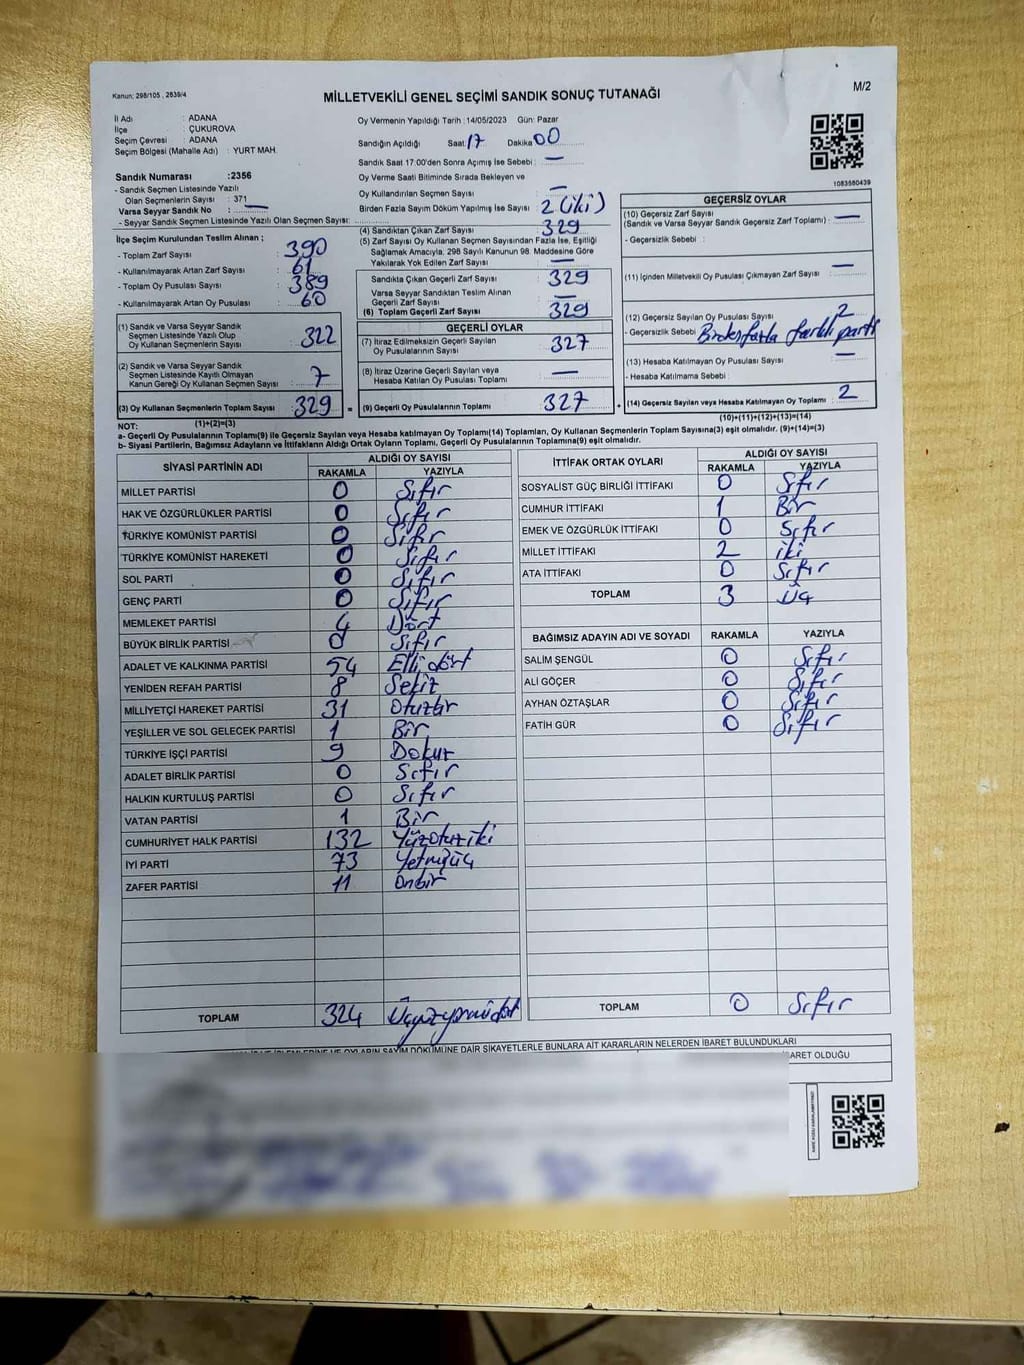 Kanun: 298/105 , 2839/4
M/2
MİLLETVEKİLİ GENEL SEÇİMİ SANDIK SONUÇ TUTANAĞI
İl Adı : ADANA
İlçe : ÇUKUROVA
Seçim Çevresi : ADANA
Seçim Bölgesi (Mahalle Adı) : YURT MAH.
Oy Vermenin Yapıldığı Tarih :14/05/2023 Gün: Pazar
Sandığın Açıldığı Saat: 17 Dakika 00
Sandık Saat 17:00'den Sonra Açımış İse Sebebi : —
Oy Verme Saati Bitiminde Sırada Bekleyen ve
Oy Kullandırılan Seçmen Sayısı : —
Birden Fazla Sayım Döküm Yapılmış İse Sayısı : 2 (iki)
1083560439
Sandık Numarası :2356
- Sandık Seçmen Listesinde Yazılı
Olan Seçmenlerin Sayısı : 371
Varsa Seyyar Sandık No : —
- Seyyar Sandık Seçmen Listesinde Yazılı Olan Seçmen Sayısı:
İlçe Seçim Kurulundan Teslim Alınan ;
- Toplam Zarf Sayısı : 390
- Kullanılmayarak Artan Zarf Sayısı : 61
- Toplam Oy Pusulası Sayısı : 389
- Kullanılmayarak Artan Oy Pusulası : 60
(1) Sandık ve Varsa Seyyar Sandık
Seçmen Listesinde Yazılı Olup
Oy Kullanan Seçmenlerin Sayısı : 322
(2) Sandık ve Varsa Seyyar Sandık
Seçmen Listesinde Kayıtlı Olmayan
Kanun Gereği Oy Kullanan Seçmen Sayısı : 7
(3) Oy Kullanan Seçmenlerin Toplam Sayısı : 329 =
(1)+(2)=(3)
(4) Sandıktan Çıkan Zarf Sayısı : 329
(5) Zarf Sayısı Oy Kullanan Seçmen Sayısından Fazla İse, Eşitliği
Sağlamak Amacıyla; 298 Sayılı Kanunun 98. Maddesine Göre
Yakılarak Yok Edilen Zarf Sayısı : —
Sandıkta Çıkan Geçerli Zarf Sayısı : 329
Varsa Seyyar Sandıktan Teslim Alınan
Geçerli Zarf Sayısı : —
(6) Toplam Geçerli Zarf Sayısı : 329
GEÇERLİ OYLAR
(7) İtiraz Edilmeksizin Geçerli Sayılan
Oy Pusulalarının Sayısı : 327
(8) İtiraz Üzerine Geçerli Sayılan veya
Hesaba Katılan Oy Pusulası Toplamı : —
(9) Geçerli Oy Pusulalarının Toplamı : 327 +
GEÇERSİZ OYLAR
(10) Geçersiz Zarf Sayısı
(Sandık ve Varsa Seyyar Sandık Geçersiz Zarf Toplamı) : —
- Geçersizlik Sebebi :
(11) İçinden Milletvekili Oy Pusulası Çıkmayan Zarf Sayısı : —
(12) Geçersiz Sayılan Oy Pusulası Sayısı : 2
- Geçersizlik Sebebi : Birden fazla farklı parti
(13) Hesaba Katılmayan Oy Pusulası Sayısı : —
- Hesaba Katılmama Sebebi :
(14) Geçersiz Sayılan veya Hesaba Katılmayan Oy Toplamı : 2
(10)+(11)+(12)+(13)=(14)
NOT:
a- Geçerli Oy Pusulalarının Toplamı(9) ile Geçersiz Sayılan veya Hesaba Katılmayan Oy Toplamı(14) Toplamları, Oy Kullanan Seçmenlerin Toplam Sayısına(3) eşit olmalıdır. (9)+(14)=(3)
b- Siyasi Partilerin, Bağımsız Adayların ve İttifakların Aldığı Ortak Oyların Toplamı, Geçerli Oy Pusulalarının Toplamına(9) eşit olmalıdır.
SİYASİ PARTİNİN ADI ALDIĞI OY SAYISI
RAKAMLA YAZIYLA
MİLLET PARTİSİ 0 Sıfır
HAK VE ÖZGÜRLÜKLER PARTİSİ 0 Sıfır
TÜRKİYE KOMÜNİST PARTİSİ 0 Sıfır
TÜRKİYE KOMÜNİST HAREKETİ 0 Sıfır
SOL PARTİ 0 Sıfır
GENÇ PARTİ 0 Sıfır
MEMLEKET PARTİSİ 4 Dört
BÜYÜK BİRLİK PARTİSİ 0 Sıfır
ADALET VE KALKINMA PARTİSİ 54 Elli dört
YENİDEN REFAH PARTİSİ 8 Sekiz
MİLLİYETÇİ HAREKET PARTİSİ 31 Otuzbir
YEŞİLLER VE SOL GELECEK PARTİSİ 1 Bir
TÜRKİYE İŞÇİ PARTİSİ 9 Dokuz
ADALET BİRLİK PARTİSİ 0 Sıfır
HALKIN KURTULUŞ PARTİSİ 0 Sıfır
VATAN PARTİSİ 1 Bir
CUMHURİYET HALK PARTİSİ 132 Yüzotuziki
İYİ PARTİ 73 Yetmişüç
ZAFER PARTİSİ 11 Onbir
TOPLAM 324 Üçyüzyirmidört
İTTİFAK ORTAK OYLARI ALDIĞI OY SAYISI
RAKAMLA YAZIYLA
SOSYALİST GÜÇ BİRLİĞİ İTTİFAKI 0 Sıfır
CUMHUR İTTİFAKI 1 Bir
EMEK VE ÖZGÜRLÜK İTTİFAKI 0 Sıfır
MİLLET İTTİFAKI 2 iki
ATA İTTİFAKI 0 Sıfır
TOPLAM 3 Üç
BAĞIMSIZ ADAYIN ADI VE SOYADI RAKAMLA YAZIYLA
SALİM ŞENGÜL 0 Sıfır
ALİ GÖÇER 0 Sıfır
AYHAN ÖZTAŞLAR 0 Sıfır
FATİH GÜR 0 Sıfır
TOPLAM 0 Sıfır
İŞLEMLERİNE VE OYLARIN SAYIM DÖKÜMÜNE DAİR ŞİKAYETLERLE BUNLARA AİT KARARLARIN NELERDEN İBARET BULUNDUKLARI
İBARET OLDUĞU